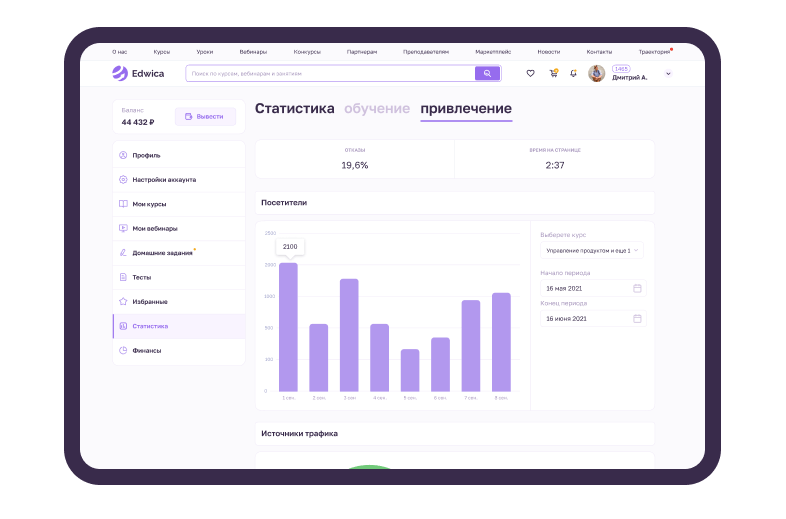 О нас Курсы Уроки Вебинары Конкурсы Партнерам Преподавателям Маркетплейс Новости Контакты Траектория
Edwica
Поиск по курсам, вебинарам и занятиям
1465
Дмитрий А.
Баланс
44 432 ₽
Вывести
Профиль
Настройки аккаунта
Мои курсы
Мои вебинары
Домашние задания
Тесты
Избранные
Статистика
Финансы
Статистика обучение привлечение
ОТКАЗЫ
19,6%
ВРЕМЯ НА СТРАНИЦЕ
2:37
Посетители
2500
2100
2000
1000
500
100
0
1 сен. 2 сен. 3 сен. 4 сен. 5 сен. 6 сен. 7 сен. 8 сен.
Выберете курс
Управление продуктом и еще 1
Начало периода
16 мая 2021
Конец периода
16 июня 2021
Источники трафика